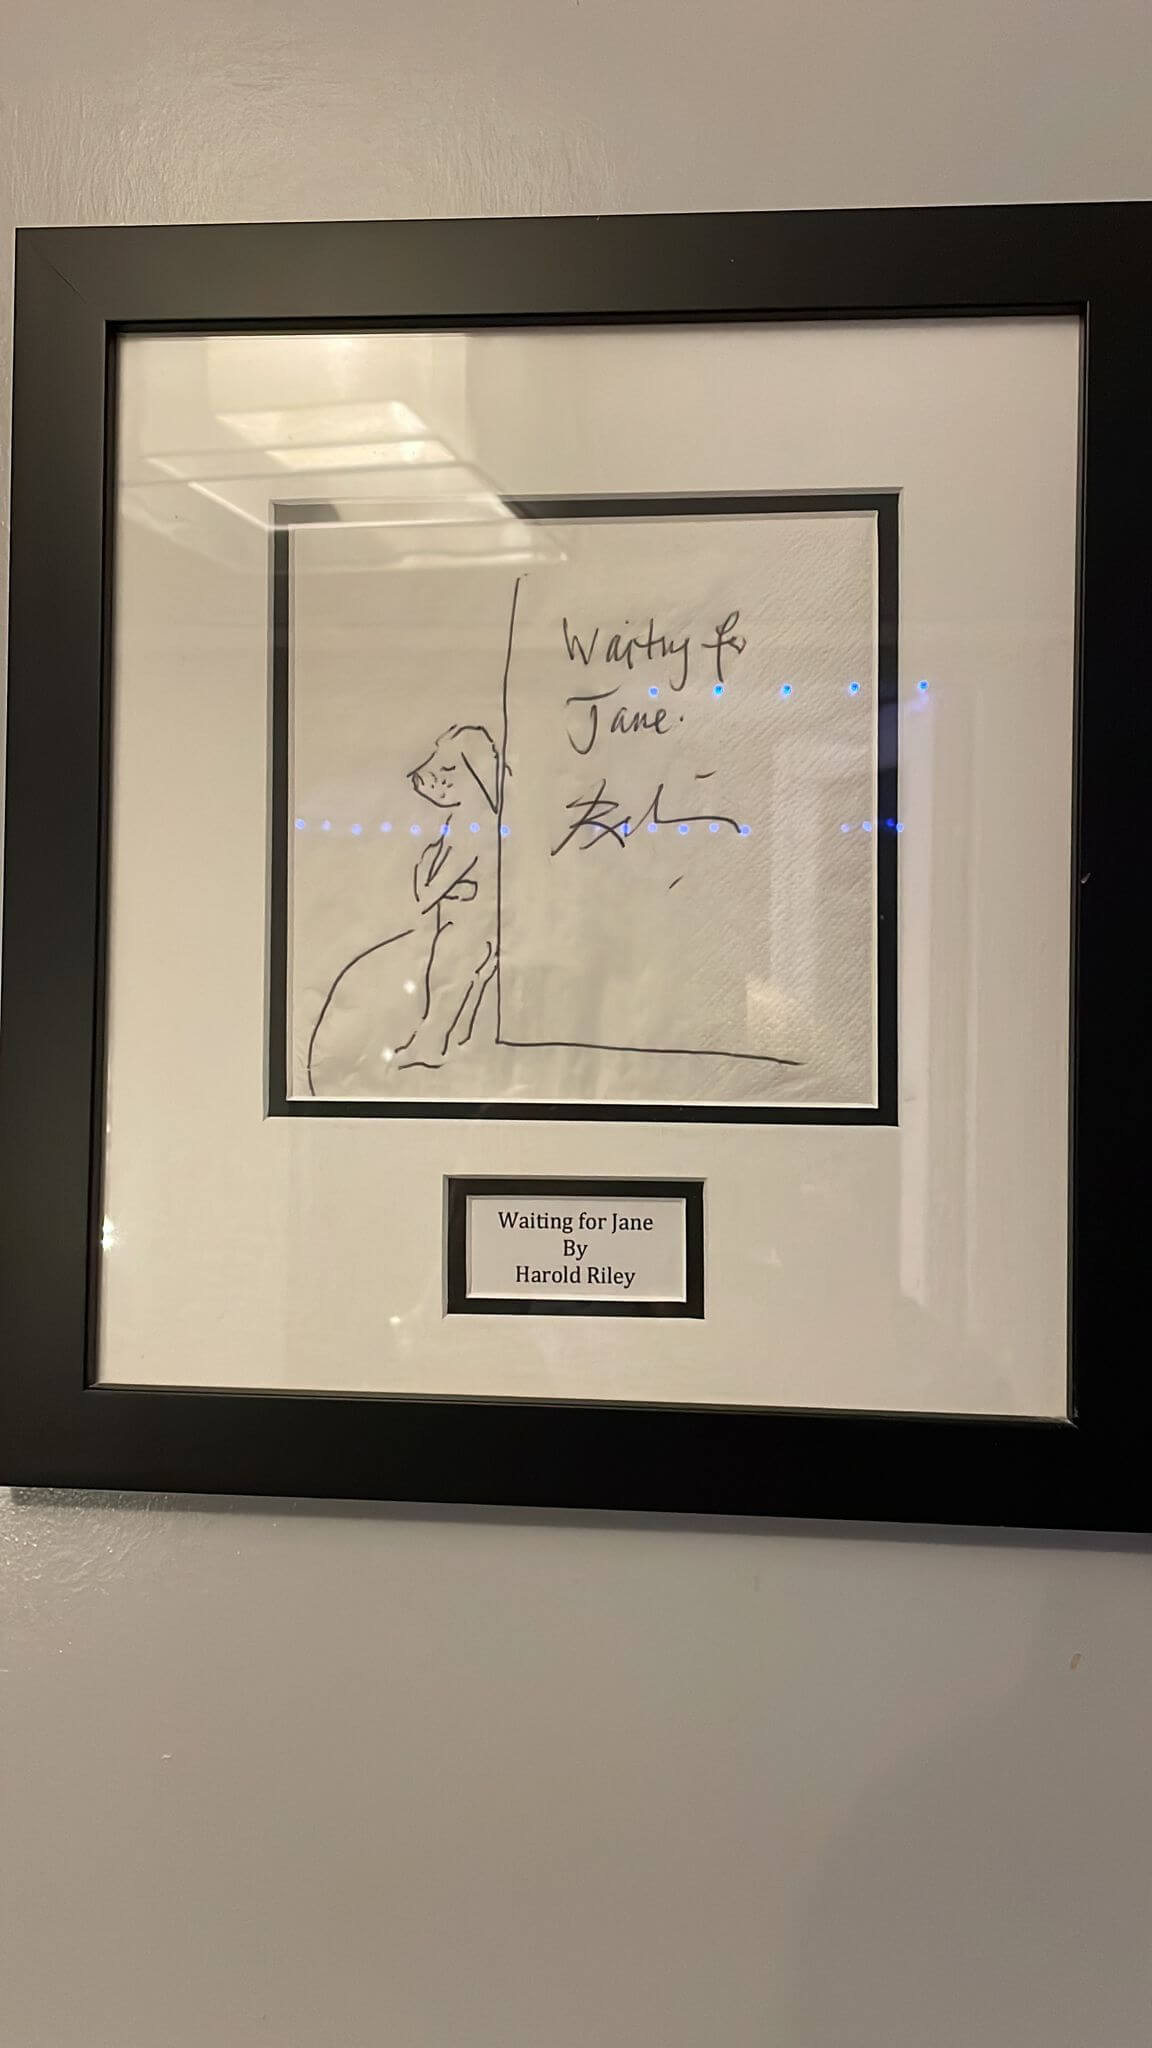 Waiting for
Jane.
Waiting for Jane
By
Harold Riley